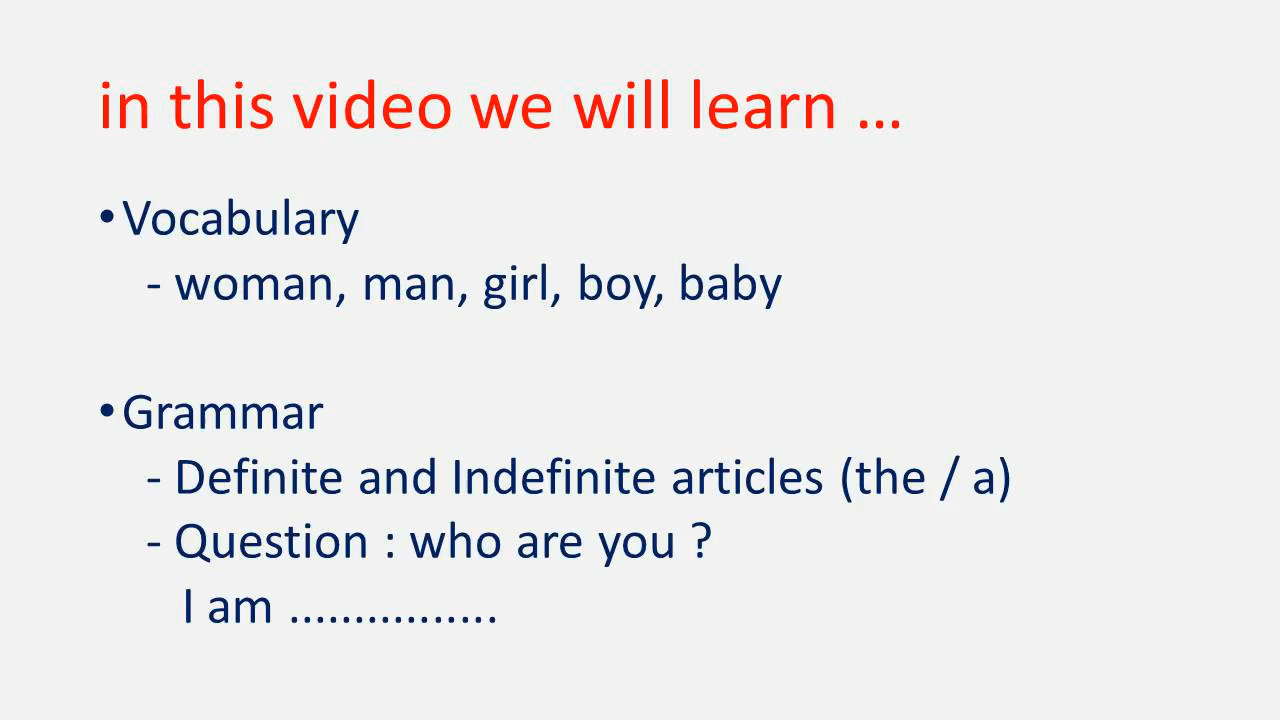 in this video we will learn ...
•Vocabulary
- woman, man, girl, boy, baby
•Grammar
- Definite and Indefinite articles (the / a)
- Question : who are you ?
I am ................